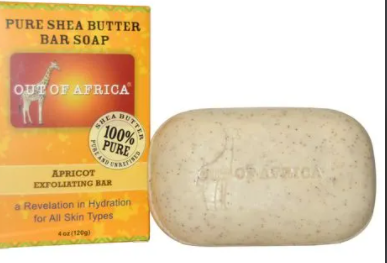 PURE SHEA BUTTER
BAR SOAP
OUT OF AFRICA®
SHEA BUTTER
100%
PURE
PURE AND UNREFINED
APRICOT
EXFOLIATING BAR
a Revelation in Hydration
for All Skin Types
4 oz (120g)
OUT OF AFRICA